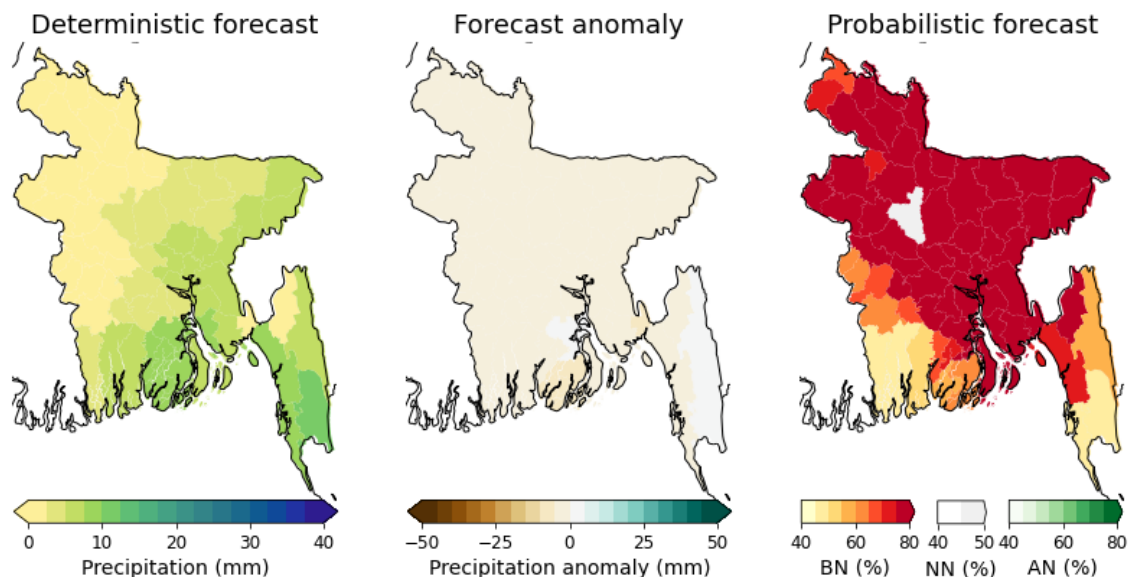 Deterministic forecast
Forecast anomaly
Probabilistic forecast
0 10 20 30 40
Precipitation (mm)
−50 −25 0 25 50
Precipitation anomaly (mm)
40 60 80
BN (%)
40 50
NN (%)
40 60 80
AN (%)